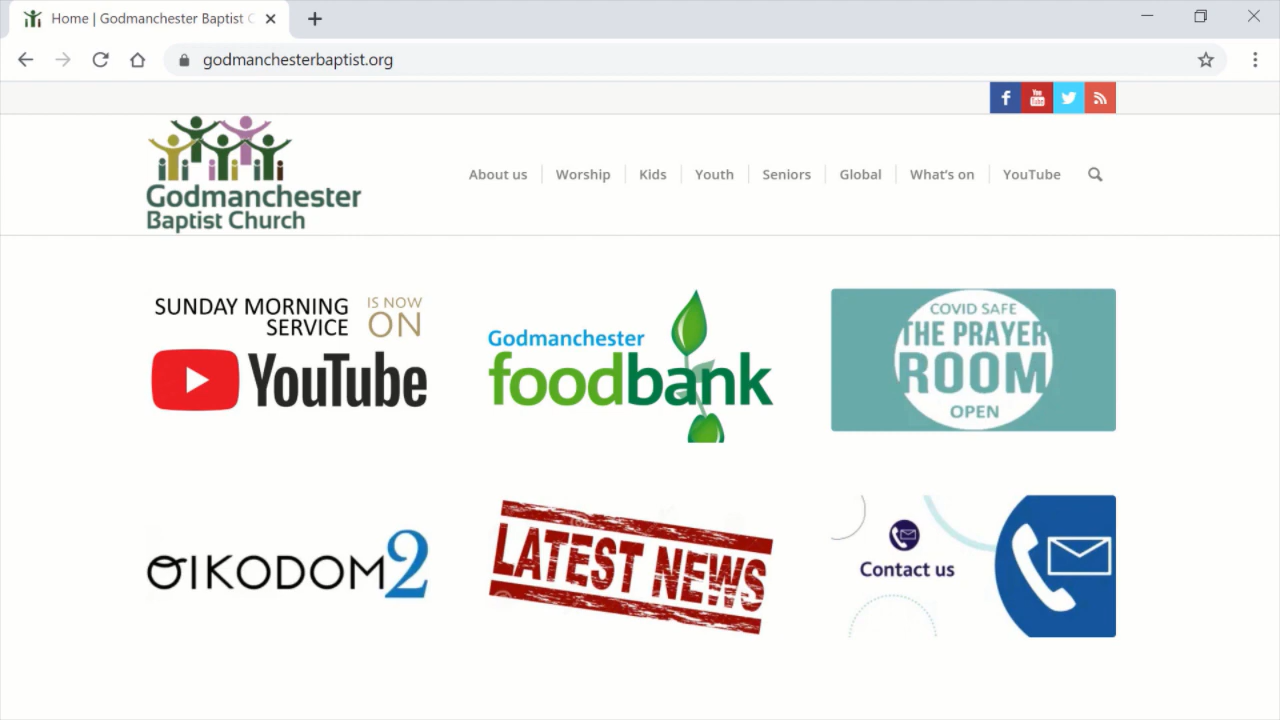 Home | Godmanchester Baptist C
godmanchesterbaptist.org
f
You
Tube
Godmanchester
Baptist Church
About us
Worship
Kids
Youth
Seniors
Global
What's on
YouTube
SUNDAY MORNING
SERVICE
IS NOW
ON
YouTube
Godmanchester
foodbank
COVID SAFE
THE PRAYER
ROOM
OPEN
OIKODOM2
LATEST NEWS
Contact us